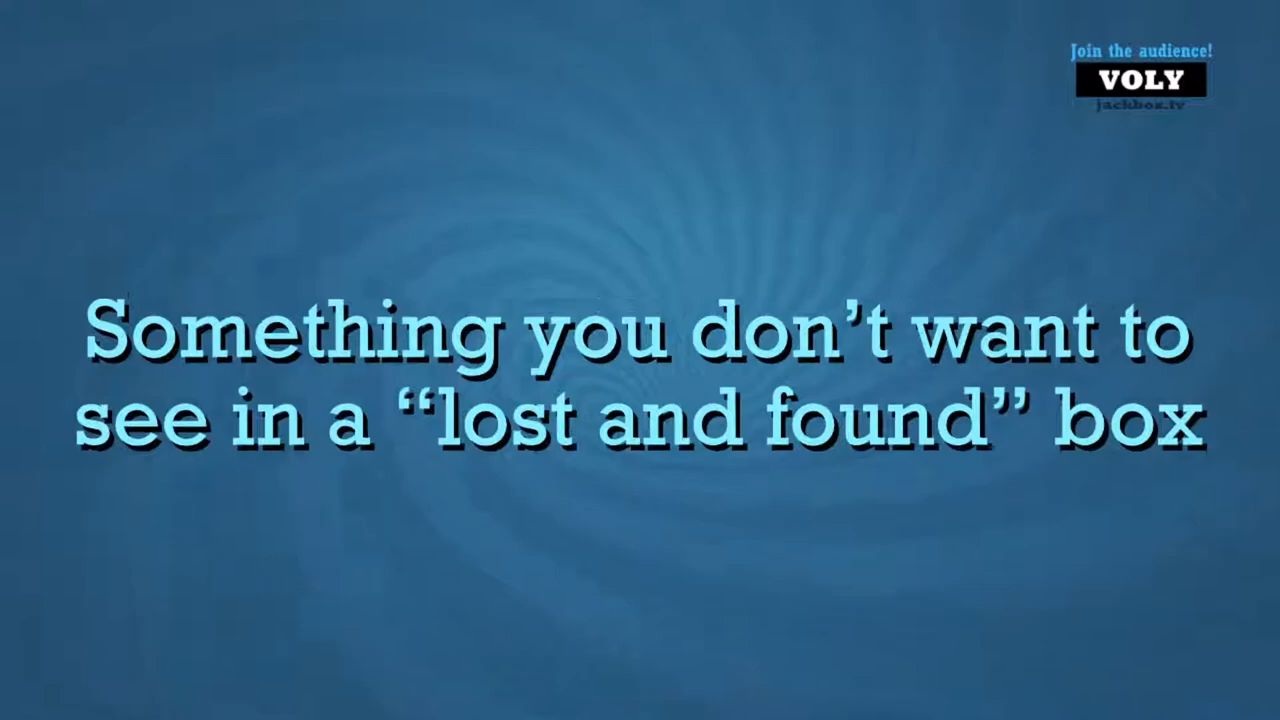 Join the audience!
VOLY
jackbox.tv
Something you don’t want to
see in a “lost and found” box